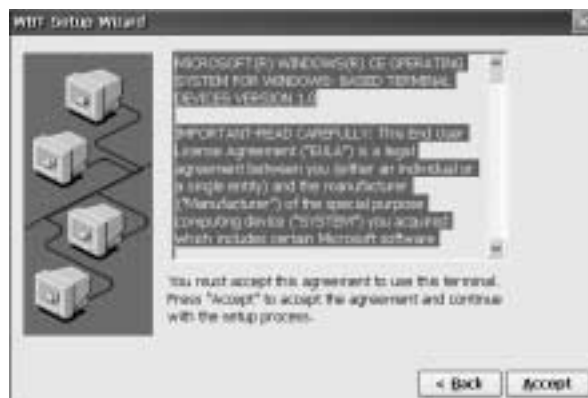 WBT Setup Wizard
MICROSOFT(R) WINDOWS(R) CE OPERATING
SYSTEM FOR WINDOWS- BASED TERMINAL
DEVICES VERSION 1.0
IMPORTANT-READ CAREFULLY: This End User
License Agreement ("EULA") is a legal
agreement between you (either an individual or
a single entity) and the manufacturer
("Manufacturer") of the special purpose
computing device ("SYSTEM") you acquired
which includes certain Microsoft software
You must accept this agreement to use this terminal.
Press "Accept" to accept the agreement and continue
with the setup process.
< Back Accept